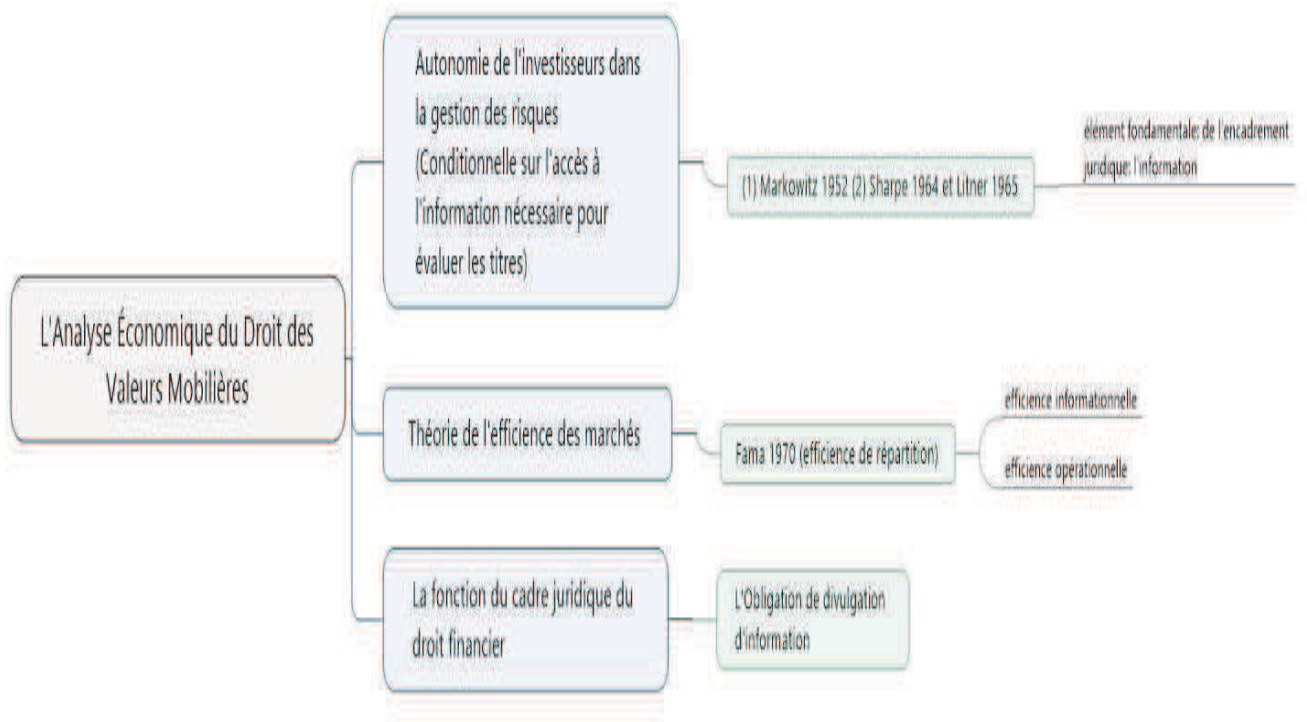 L'Analyse Économique du Droit des
Valeurs Mobilières
Autonomie de l'investisseurs dans
la gestion des risques
(Conditionnelle sur l'accès à
l'information nécessaire pour
évaluer les titres)
(1) Markowitz 1952 (2) Sharpe 1964 et Litner 1965
élément fondamentale: de l'encadrement
juridique: l'information
Théorie de l'efficience des marchés
Fama 1970 (efficience de répartition)
efficience informationnelle
efficience opérationnelle
La fonction du cadre juridique du
droit financier
L'Obligation de divulgation
d'information